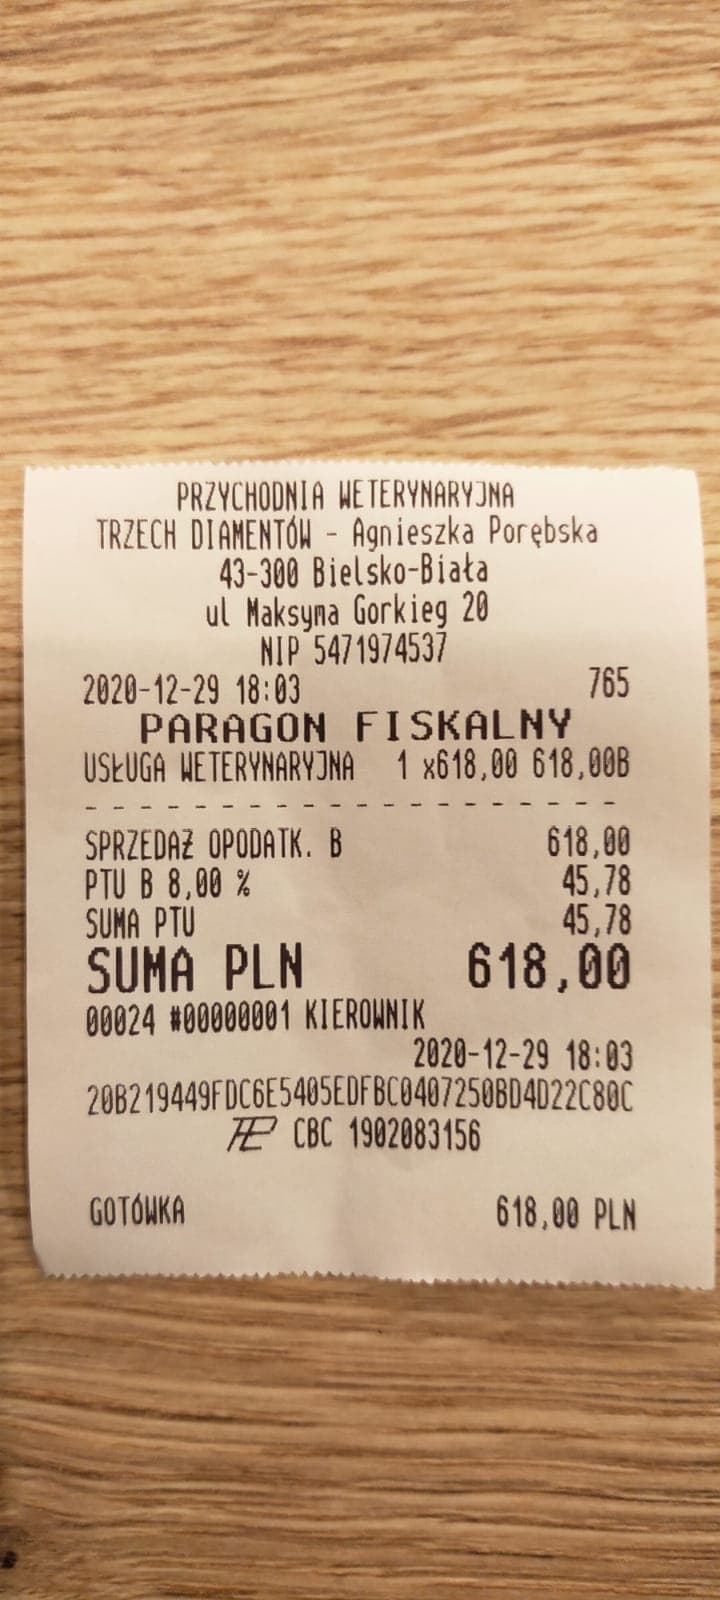 PRZYCHODNIA WETERYNARYJNA
TRZECH DIAMENTÓW - Agnieszka Porębska
43-300 Bielsko-Biała
ul Maksyma Gorkieg 20
NIP 5471974537
2020-12-29 18:03 765
PARAGON FISKALNY
USŁUGA WETERYNARYJNA 1 x618,00 618,00B
- - - - - - - - - - - - - - - - - - - -
SPRZEDAŻ OPODATK. B 618,00
PTU B 8,00 % 45,78
SUMA PTU 45,78
SUMA PLN 618,00
00024 #00000001 KIEROWNIK
2020-12-29 18:03
20B219449FDC6E5405EDFBC0407250BD4D22C80C
CBC 1902083156
GOTÓWKA 618,00 PLN